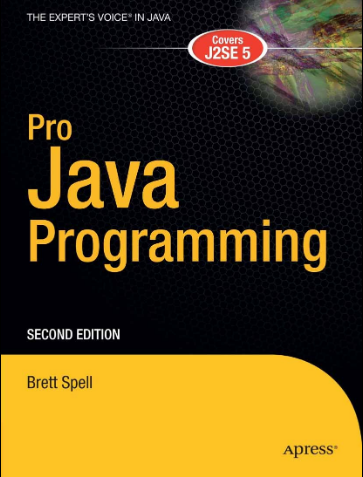 THE EXPERT'S VOICE® IN JAVA
Covers
J2SE 5
Pro
Java
Programming
SECOND EDITION
Brett Spell
Apress®